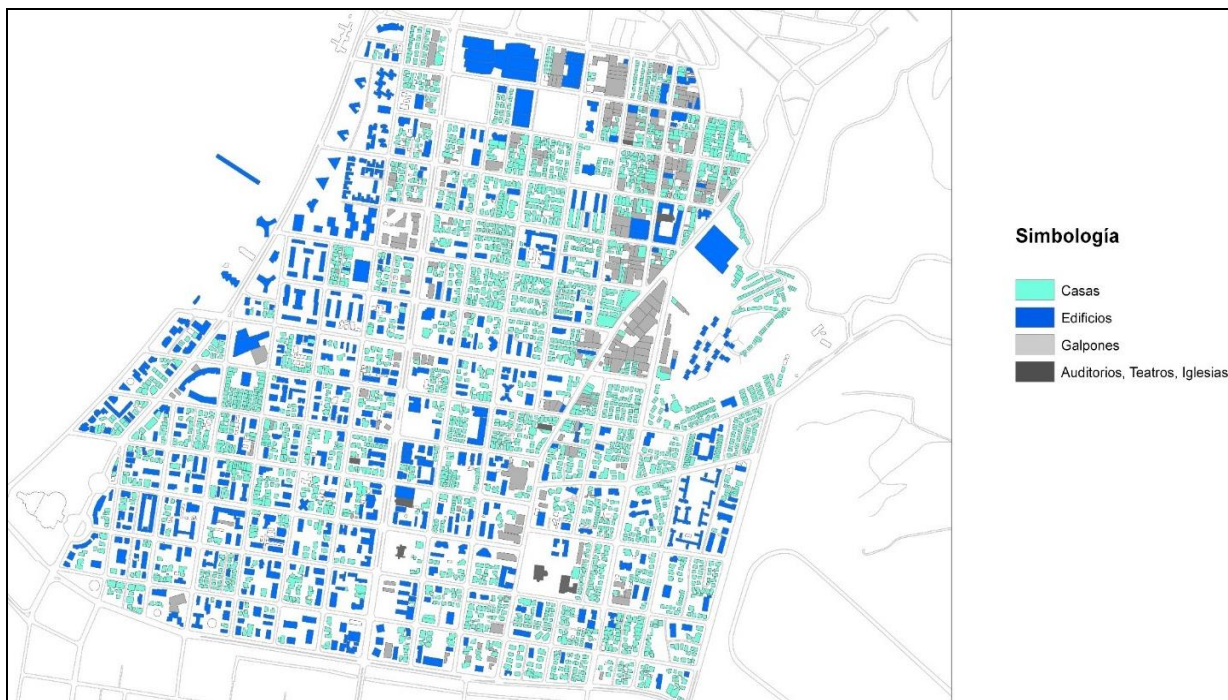 Simbología
Casas
Edificios
Galpones
Auditorios, Teatros, Iglesias